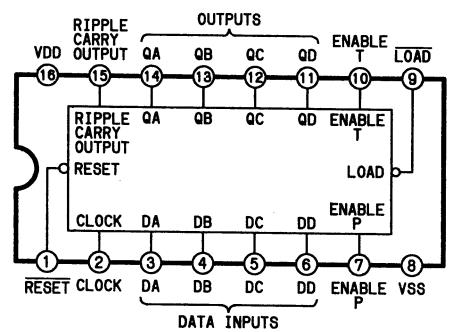 OUTPUTS
VDD RIPPLE CARRY OUTPUT QA QB QC QD ENABLE T LOAD
16 15 14 13 12 11 10 9
RIPPLE CARRY OUTPUT QA QB QC QD ENABLE T
RESET LOAD
CLOCK DA DB DC DD ENABLE P
1 2 3 4 5 6 7 8
RESET CLOCK DA DB DC DD ENABLE P VSS
DATA INPUTS